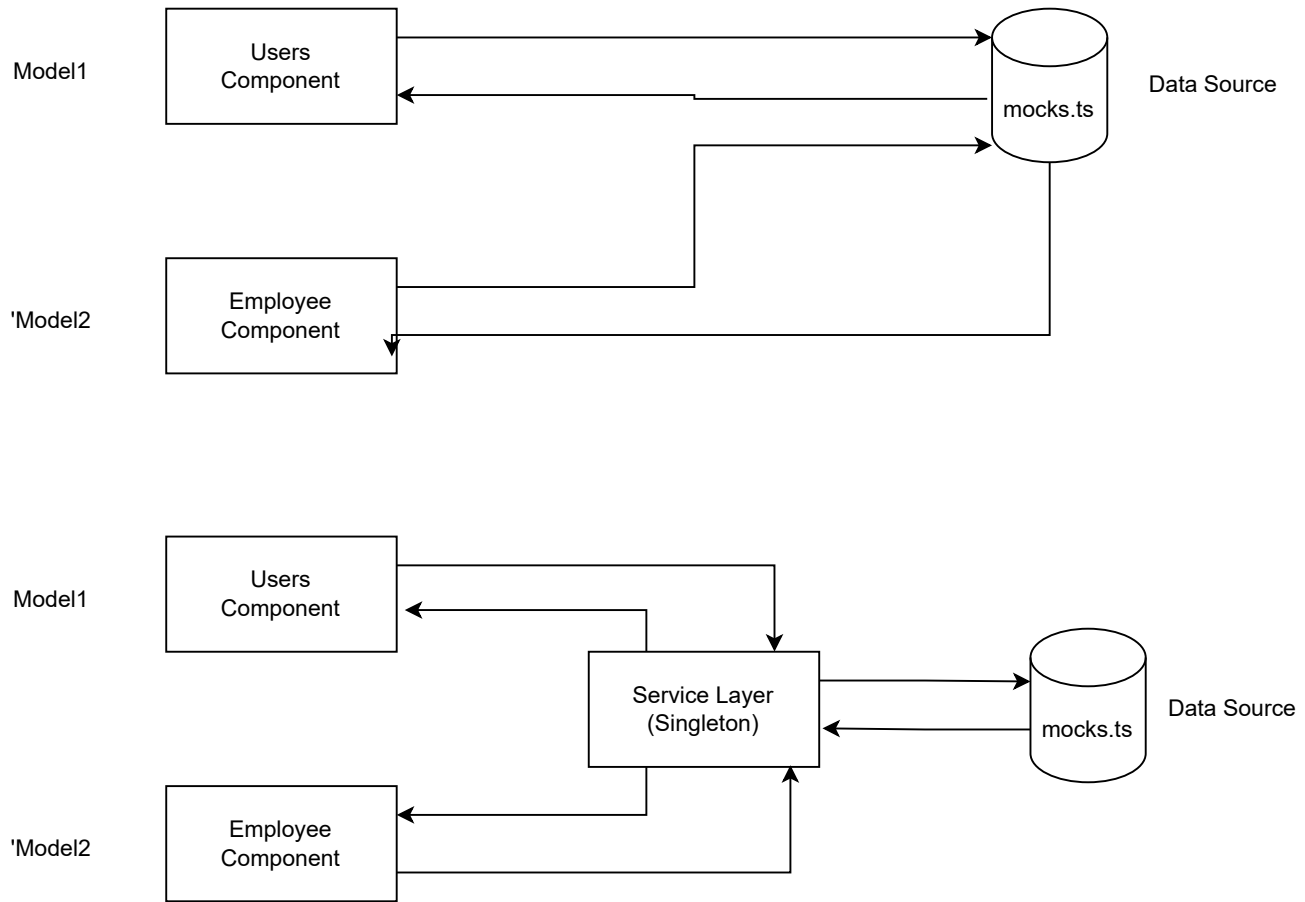 Users
Component
Model1
mocks.ts
Data Source
Employee
Component
'Model2
Users
Component
Model1
Service Layer
(Singleton)
mocks.ts
Data Source
Employee
Component
'Model2